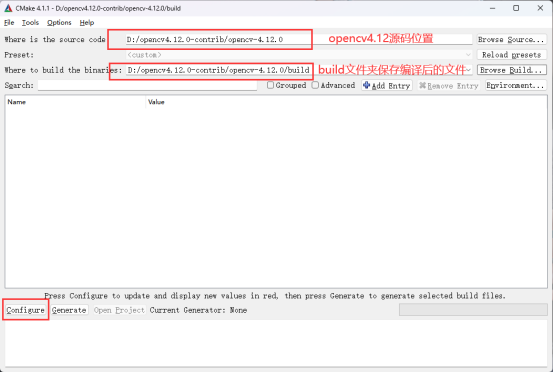 CMake 4.1.1 - D:/opencv4.12.0-contrib/opencv-4.12.0/build
File Tools Options Help
Where is the source code D:/opencv4.12.0-contrib/opencv-4.12.0 opencv4.12源码位置 Browse Source...
Preset: <custom> Reload presets
Where to build the binaries: D:/opencv4.12.0-contrib/opencv-4.12.0/build build文件夹保存编译后的文件 Browse Build...
Search: Grouped Advanced Add Entry Remove Entry Environment...
Name Value
Press Configure to update and display new values in red, then press Generate to generate selected build files.
Configure Generate Open Project Current Generator: None